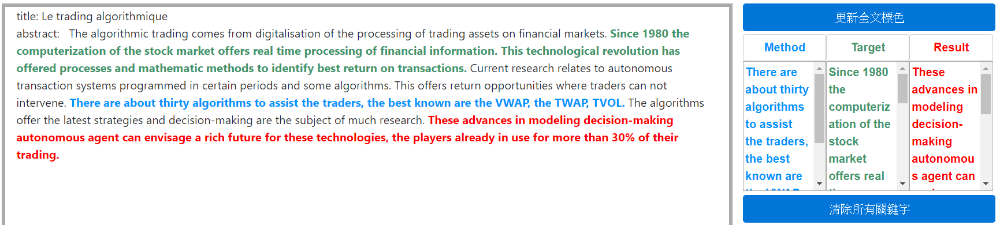 title: Le trading algorithmique
abstract:   The algorithmic trading comes from digitalisation of the processing of trading assets on financial markets. Since 1980 the
computerization of the stock market offers real time processing of financial information. This technological revolution has
offered processes and mathematic methods to identify best return on transactions. Current research relates to autonomous
transaction systems programmed in certain periods and some algorithms. This offers return opportunities where traders can not
intervene. There are about thirty algorithms to assist the traders, the best known are the VWAP, the TWAP, TVOL. The algorithms
offer the latest strategies and decision-making are the subject of much research. These advances in modeling decision-making
autonomous agent can envisage a rich future for these technologies, the players already in use for more than 30% of their
trading.
更新全文標色
Method
Target
Result
There are
about thirty
algorithms
to assist
the traders,
the best
known are
the VWAP
Since 1980
the
computeriz
ation of the
stock
market
offers real
These
advances in
modeling
decision-
making
autonomou
s agent can
清除所有關鍵字